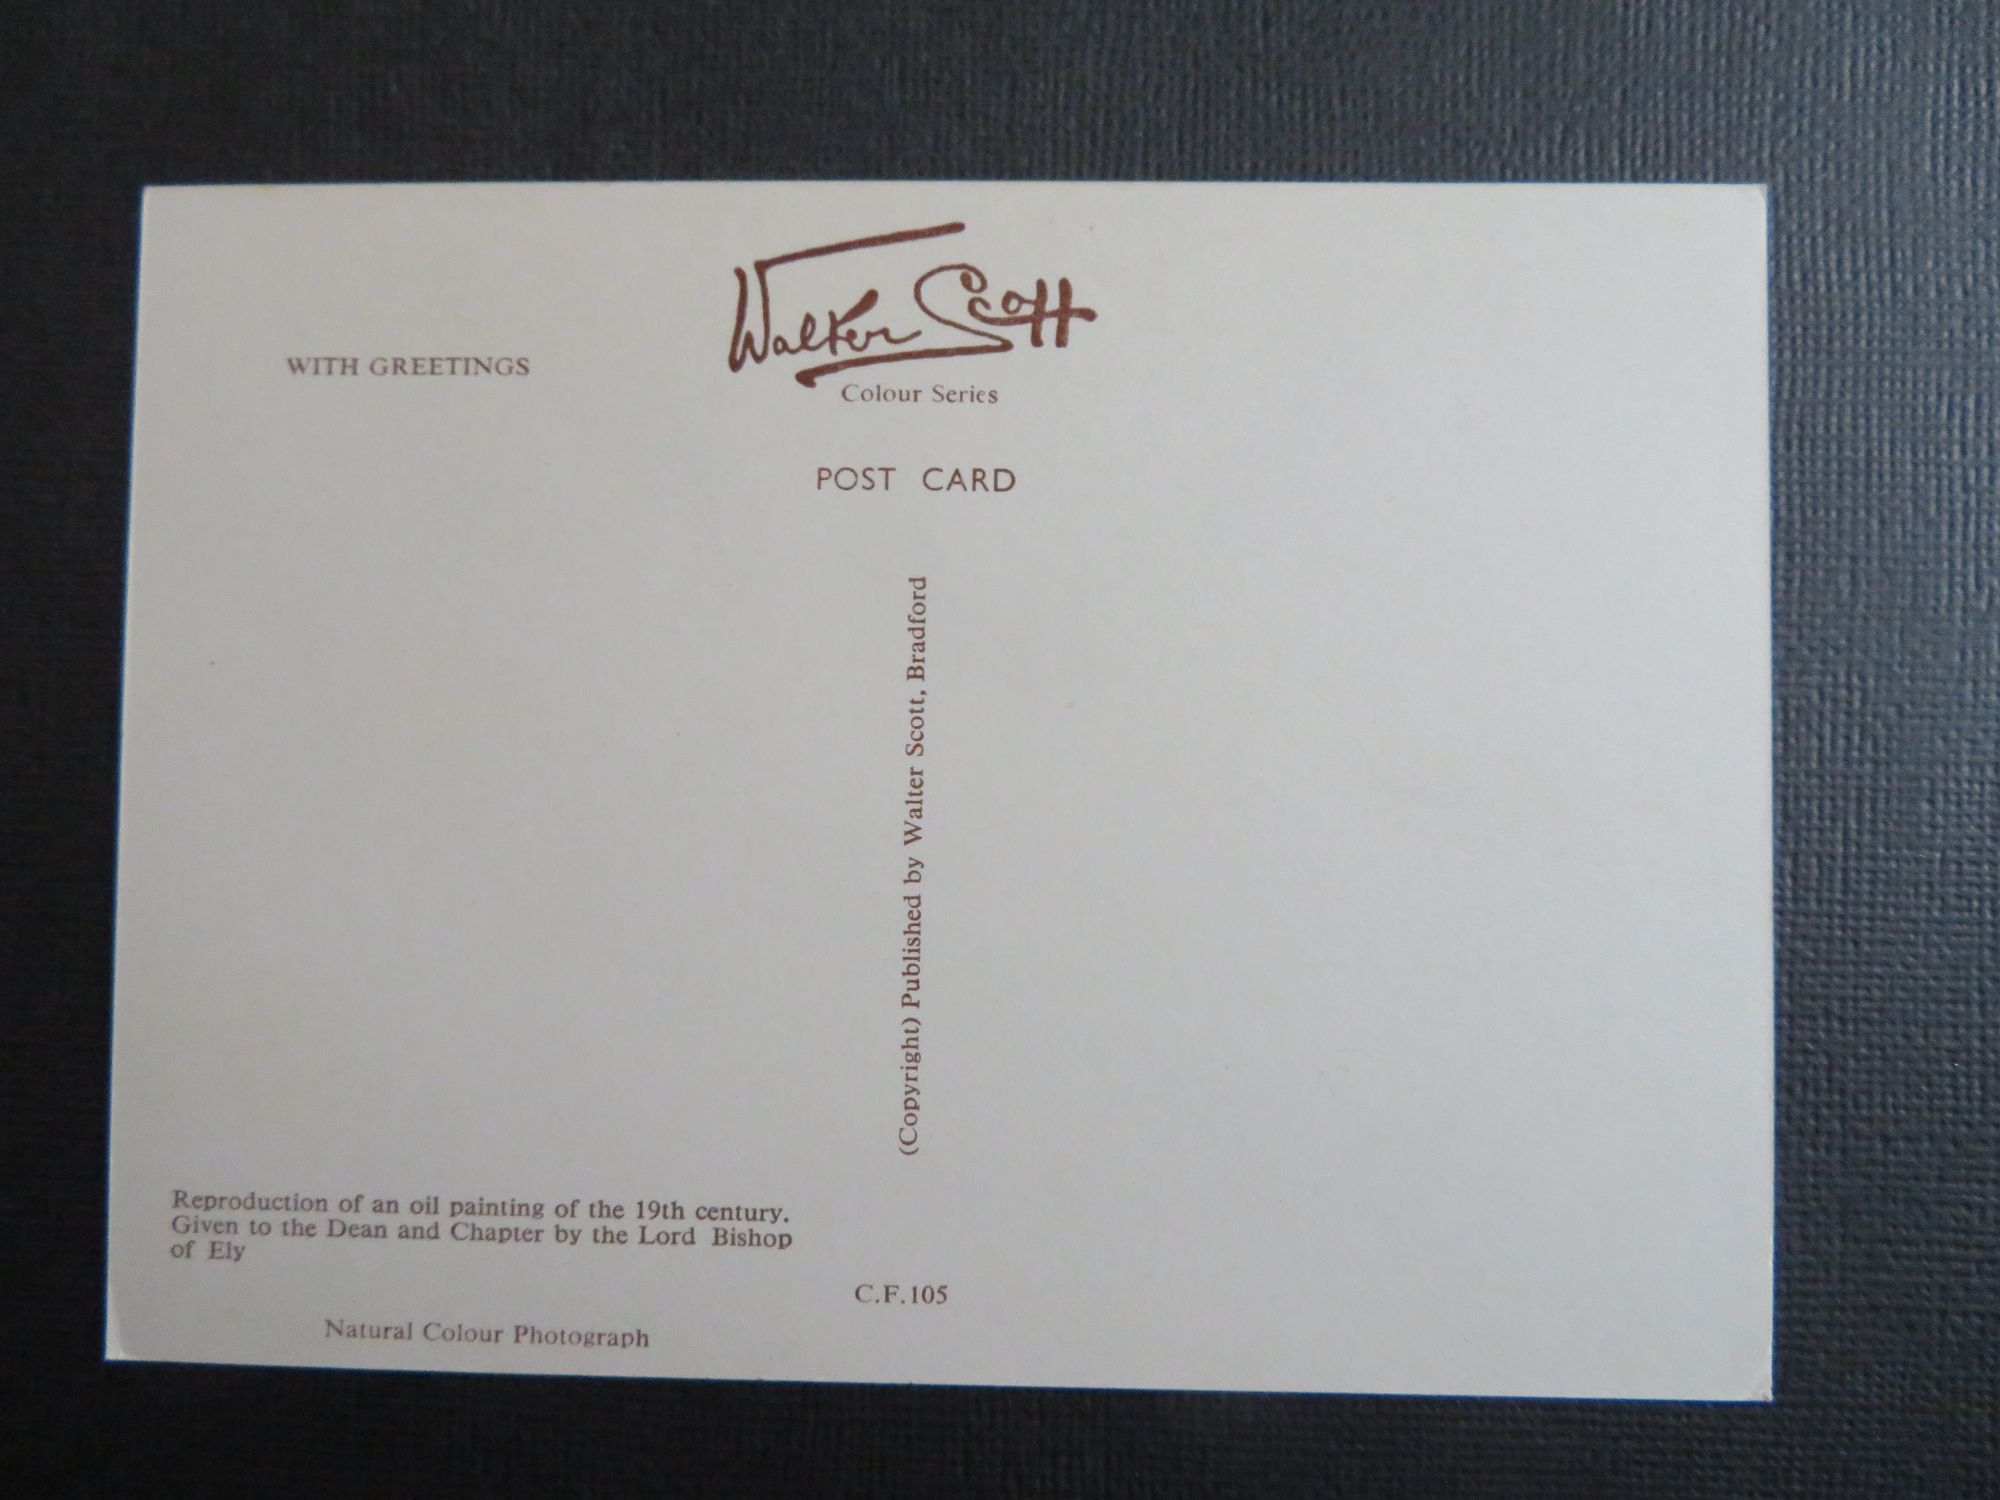 WITH GREETINGS
Walter Scott
Colour Series
POST CARD
(Copyright) Published by Walter Scott, Bradford
Reproduction of an oil painting of the 19th century.
Given to the Dean and Chapter by the Lord Bishop
of Ely
C.F.105
Natural Colour Photograph